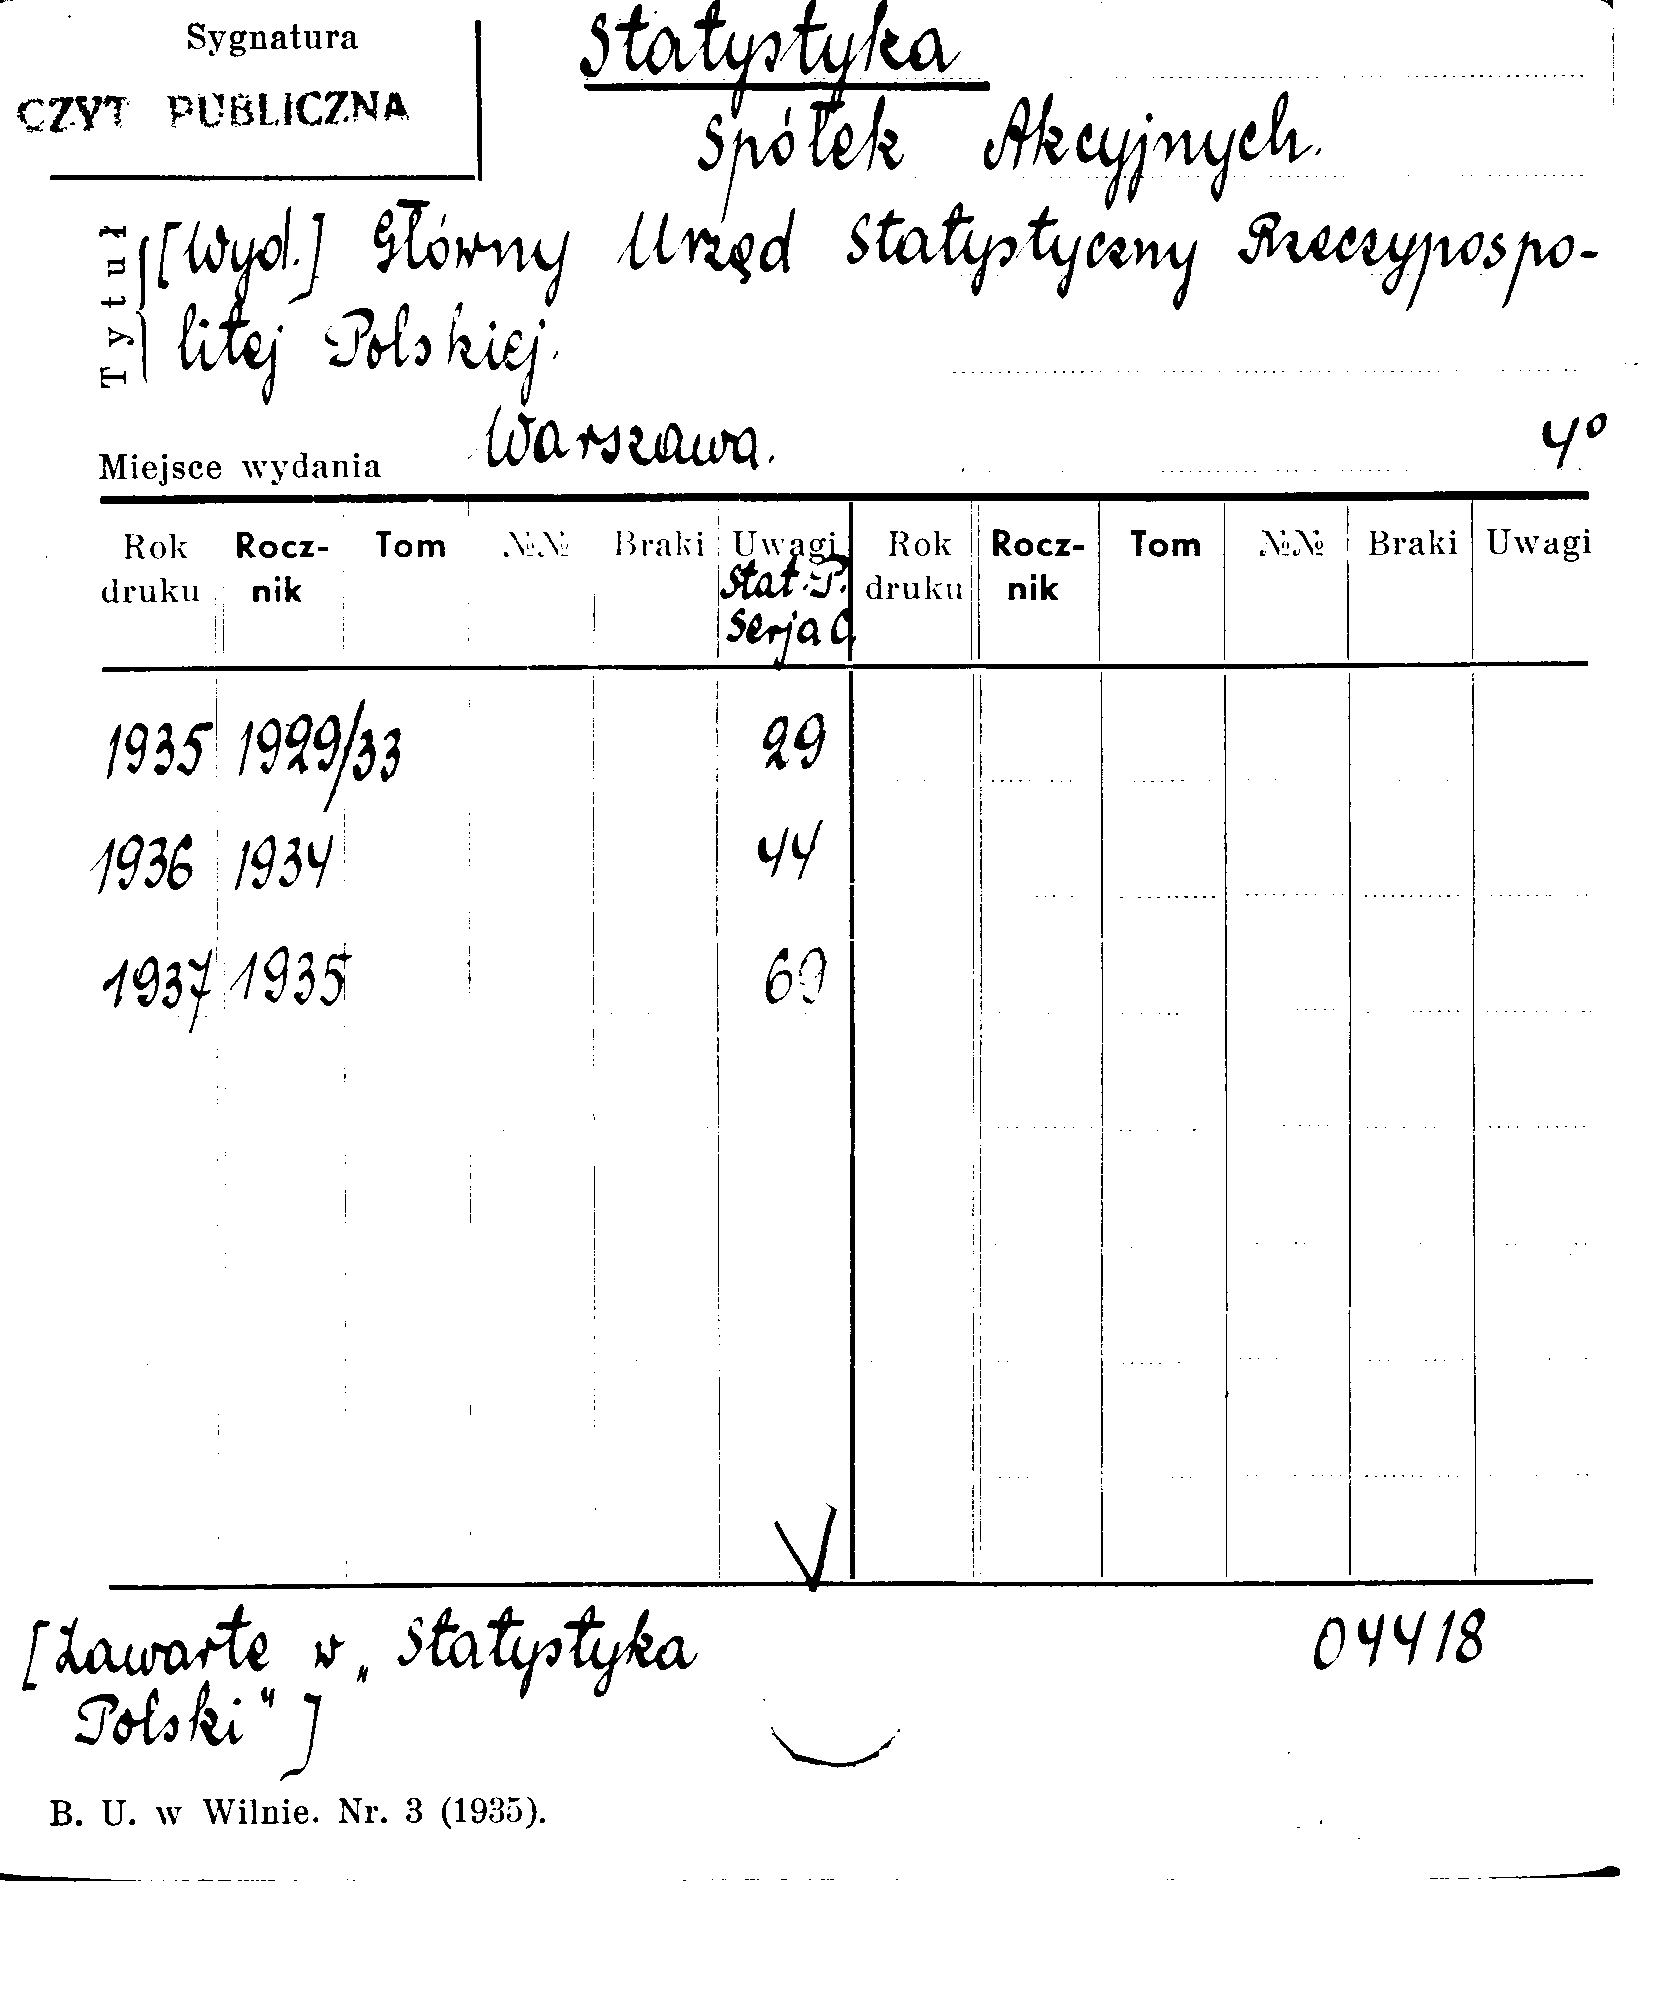 Sygnatura
CZYT PUBLICZNA
Statystyka
Spółek Akcyjnych.
Tytuł
[Wyd.] Główny Urząd Statystyczny Rzeczypospo-
litej Polskiej.
Miejsce wydania Warszawa. 4º
Rok druku Rocz-nik Tom №№ Braki Uwagi Rok druku Rocz-nik Tom №№ Braki Uwagi
Stat. P.
Serja C
1935 1929/33 29
1936 1934 44
1937 1935 69
[Zawarte w „Statystyka 04418
Polski"]
B. U. w Wilnie. Nr. 3 (1935).